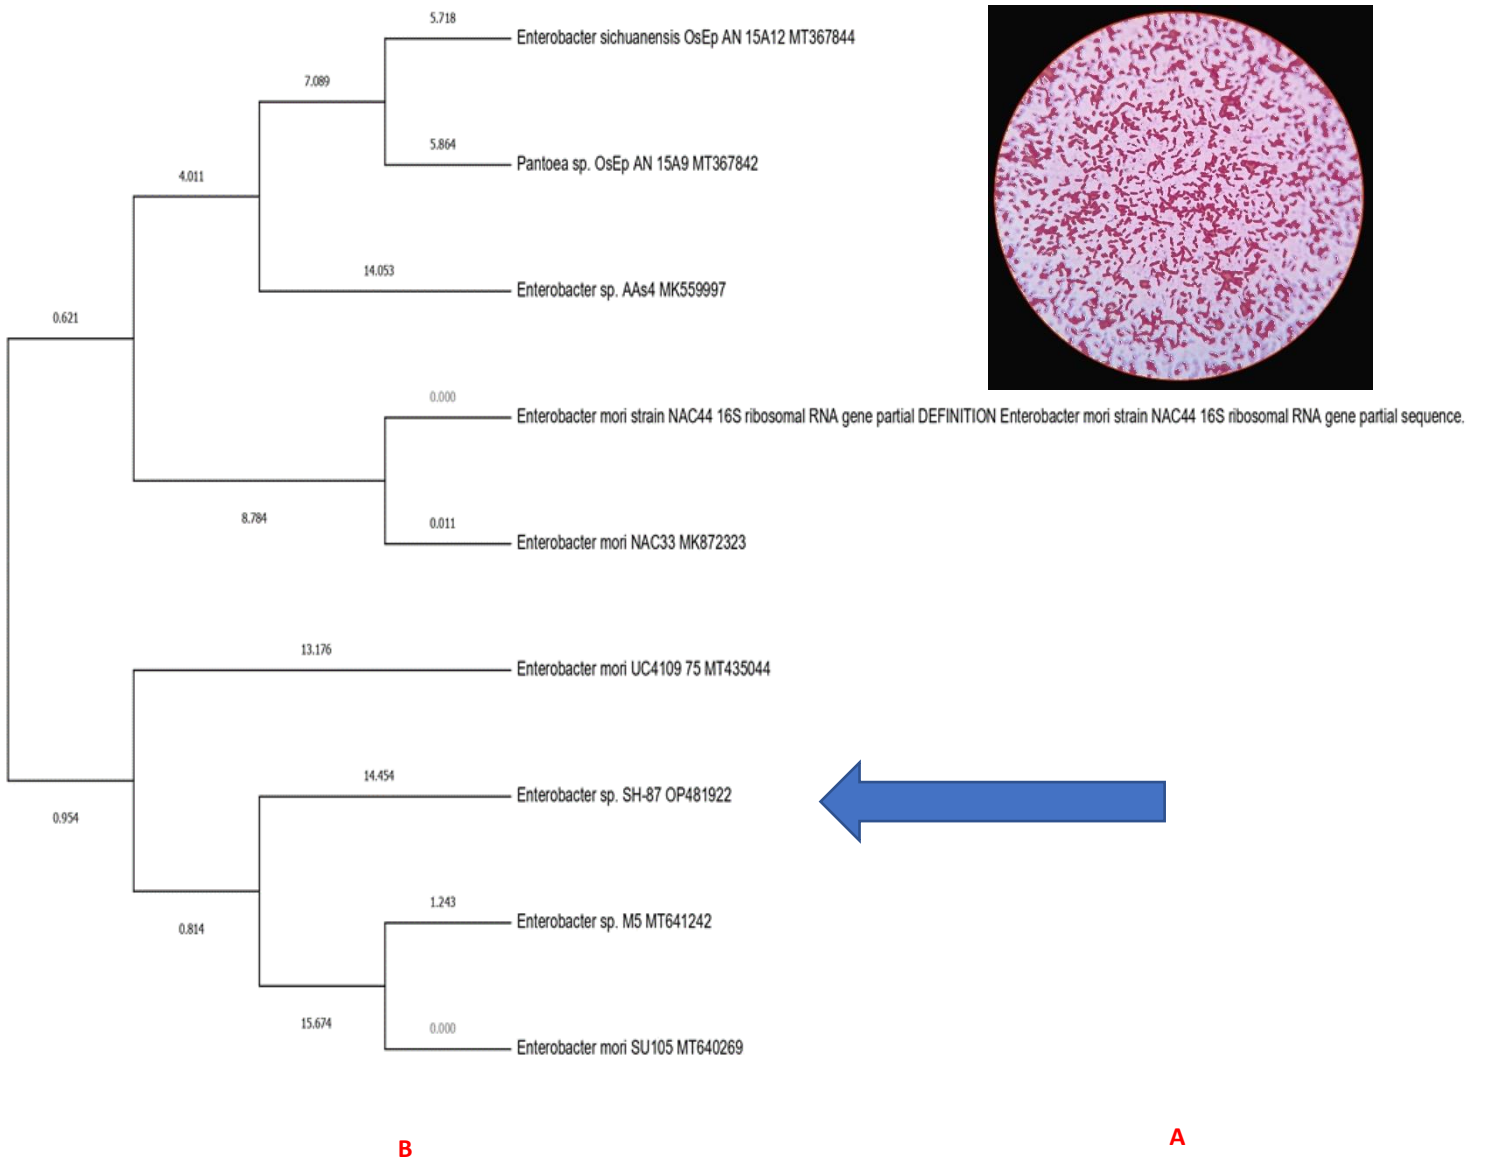 5.718
Enterobacter sichuanensis OsEp AN 15A12 MT367844
7.089
5.864
Pantoea sp. OsEp AN 15A9 MT367842
4.011
14.053
Enterobacter sp. AAs4 MK559997
0.621
0.000
Enterobacter mori strain NAC44 16S ribosomal RNA gene partial DEFINITION Enterobacter mori strain NAC44 16S ribosomal RNA gene partial sequence.
8.784
0.011
Enterobacter mori NAC33 MK872323
13.176
Enterobacter mori UC4109 75 MT435044
14.454
Enterobacter sp. SH-87 OP481922
0.954
1.243
Enterobacter sp. M5 MT641242
0.814
15.674
0.000
Enterobacter mori SU105 MT640269
B
A